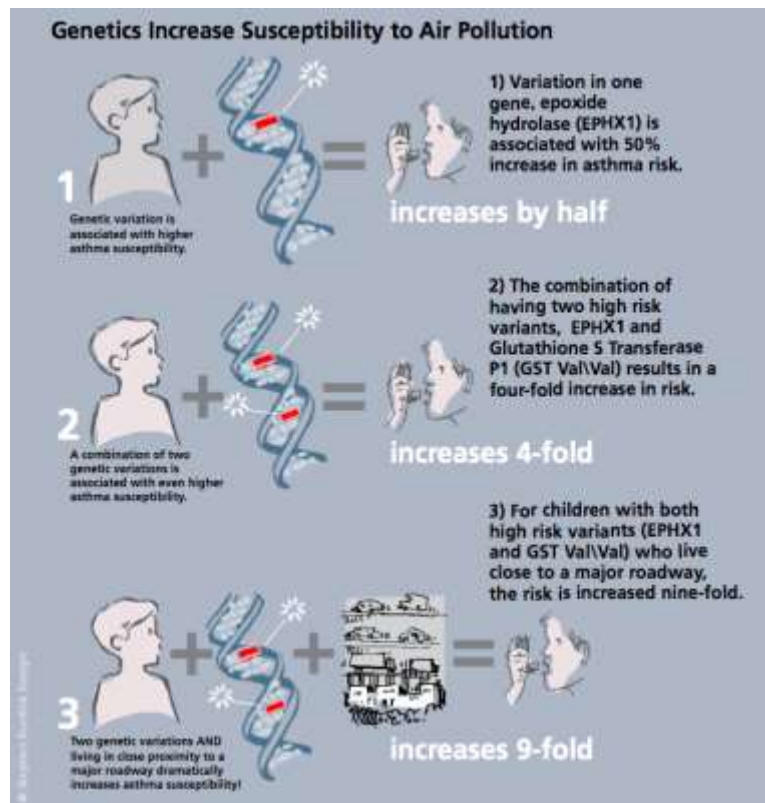 Genetics Increase Susceptibility to Air Pollution
1) Variation in one
gene, epoxide
hydrolase (EPHX1) is
associated with 50%
increase in asthma risk.
1
Genetic variation is
associated with higher
asthma susceptibility.
increases by half
2) The combination of
having two high risk
variants, EPHX1 and
Glutathione S Transferase
P1 (GST Val\Val) results in a
four-fold increase in risk.
2
A combination of two
genetic variations is
associated with even higher
asthma susceptibility.
increases 4-fold
3) For children with both
high risk variants (EPHX1
and GST Val\Val) who live
close to a major roadway,
the risk is increased nine-fold.
3
Two genetic variations AND
living in close proximity to a
major roadway dramatically
increases asthma susceptibility!
increases 9-fold